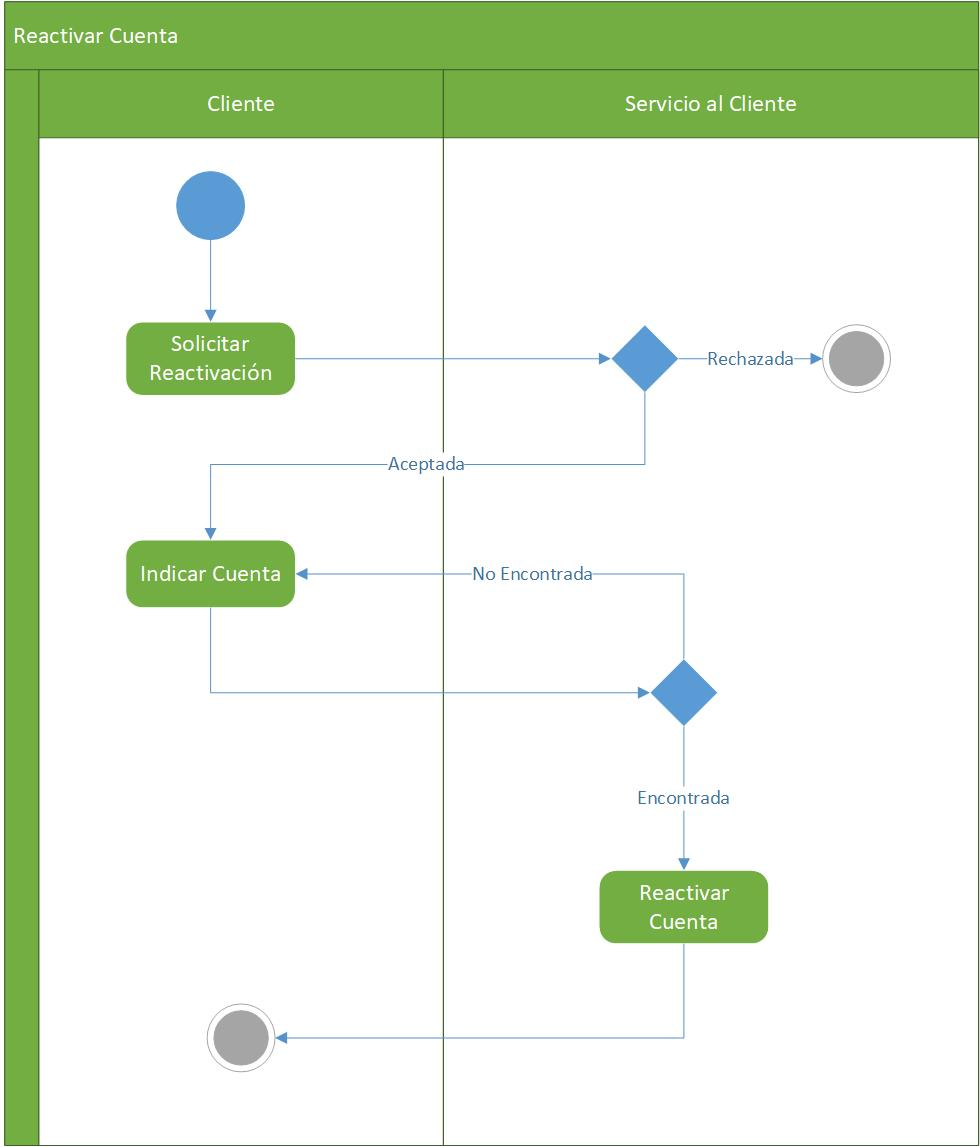 Reactivar Cuenta
Cliente
Servicio al Cliente
Solicitar
Reactivación
Rechazada
Aceptada
Indicar Cuenta
No Encontrada
Encontrada
Reactivar
Cuenta